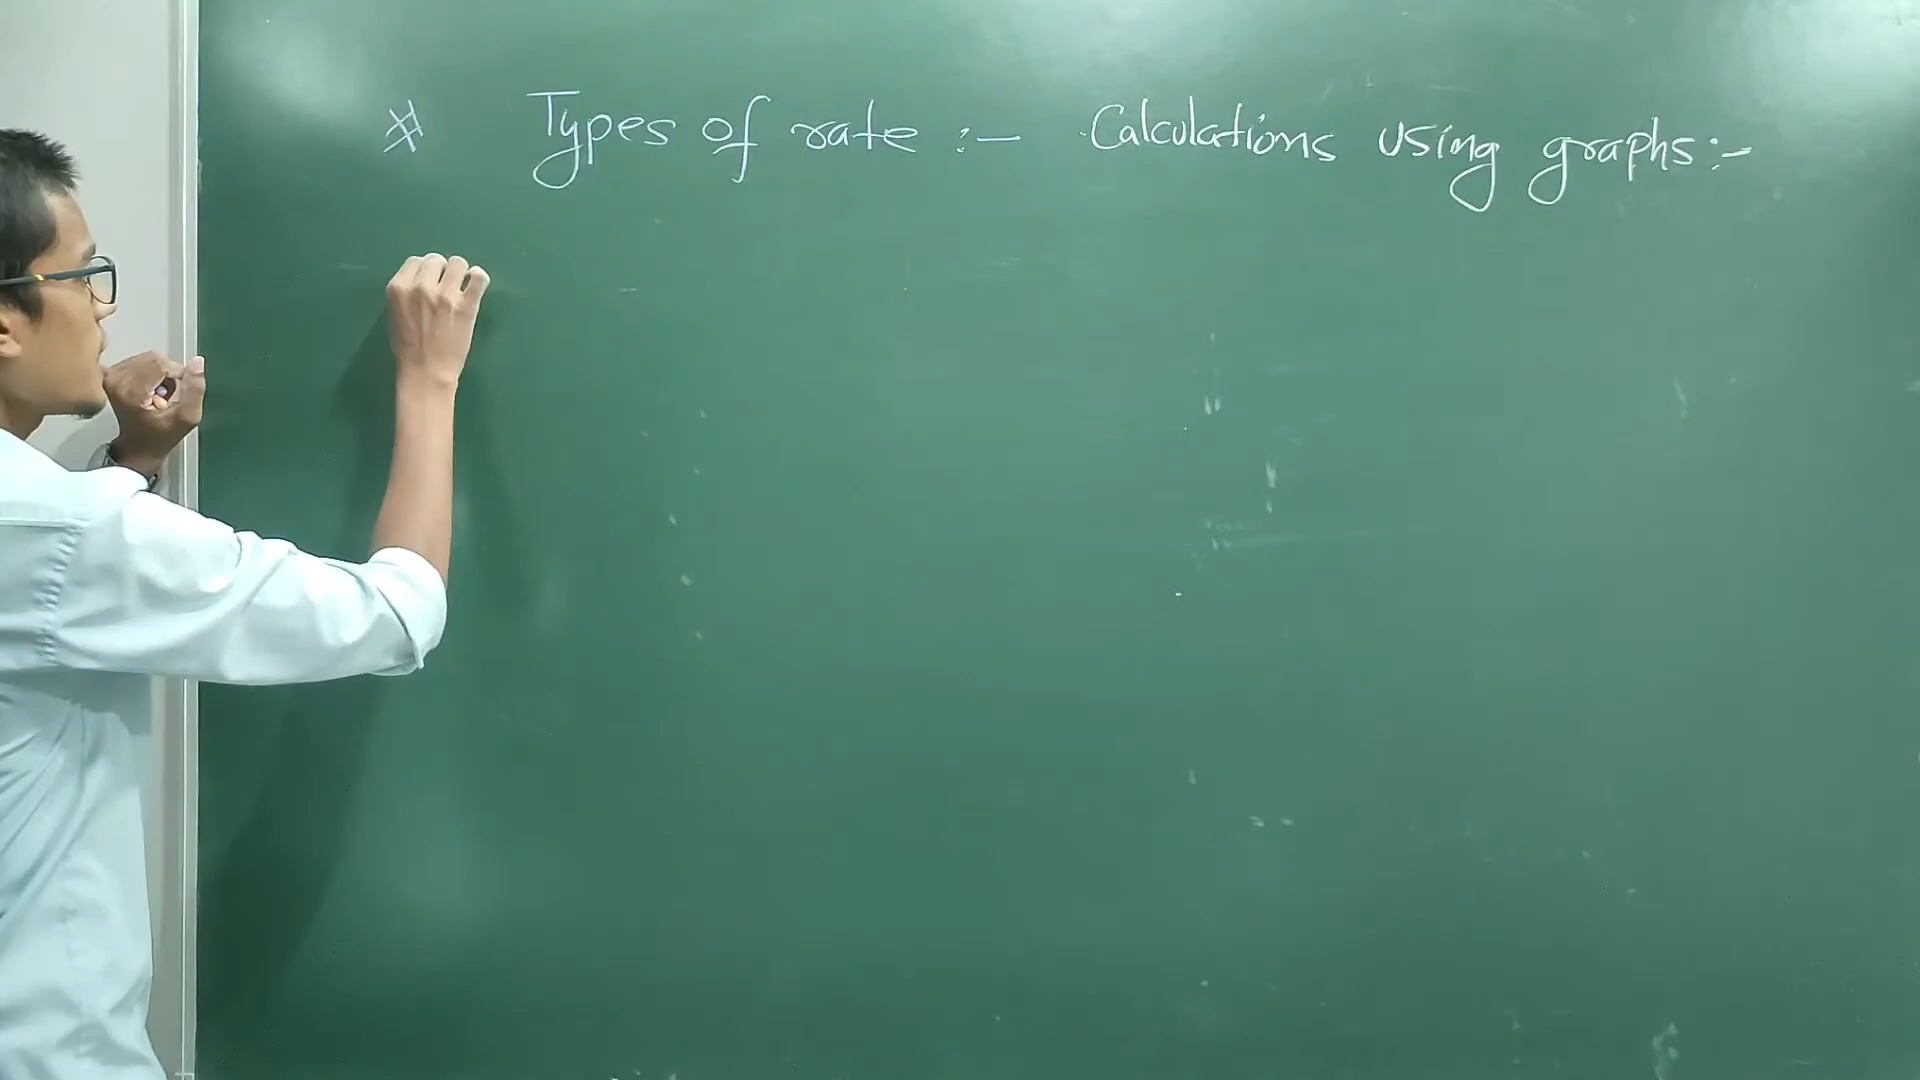 * Types of rate :- Calculations using graphs :-